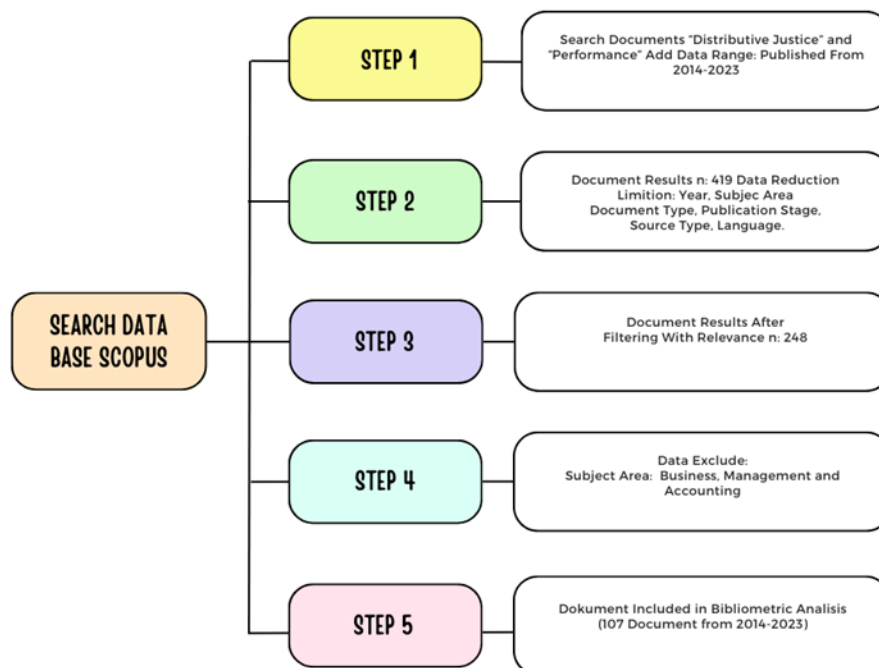 SEARCH DATA
BASE SCOPUS
STEP 1
Search Documents "Distributive Justice" and
"Performance" Add Data Range: Published From
2014-2023
STEP 2
Document Results n: 419 Data Reduction
Limition: Year, Subjec Area
Document Type, Publication Stage,
Source Type, Language.
STEP 3
Document Results After
Filtering With Relevance n: 248
STEP 4
Data Exclude:
Subject Area: Business, Management and
Accounting
STEP 5
Dokument Included in Bibliometric Analisis
(107 Document from 2014-2023)